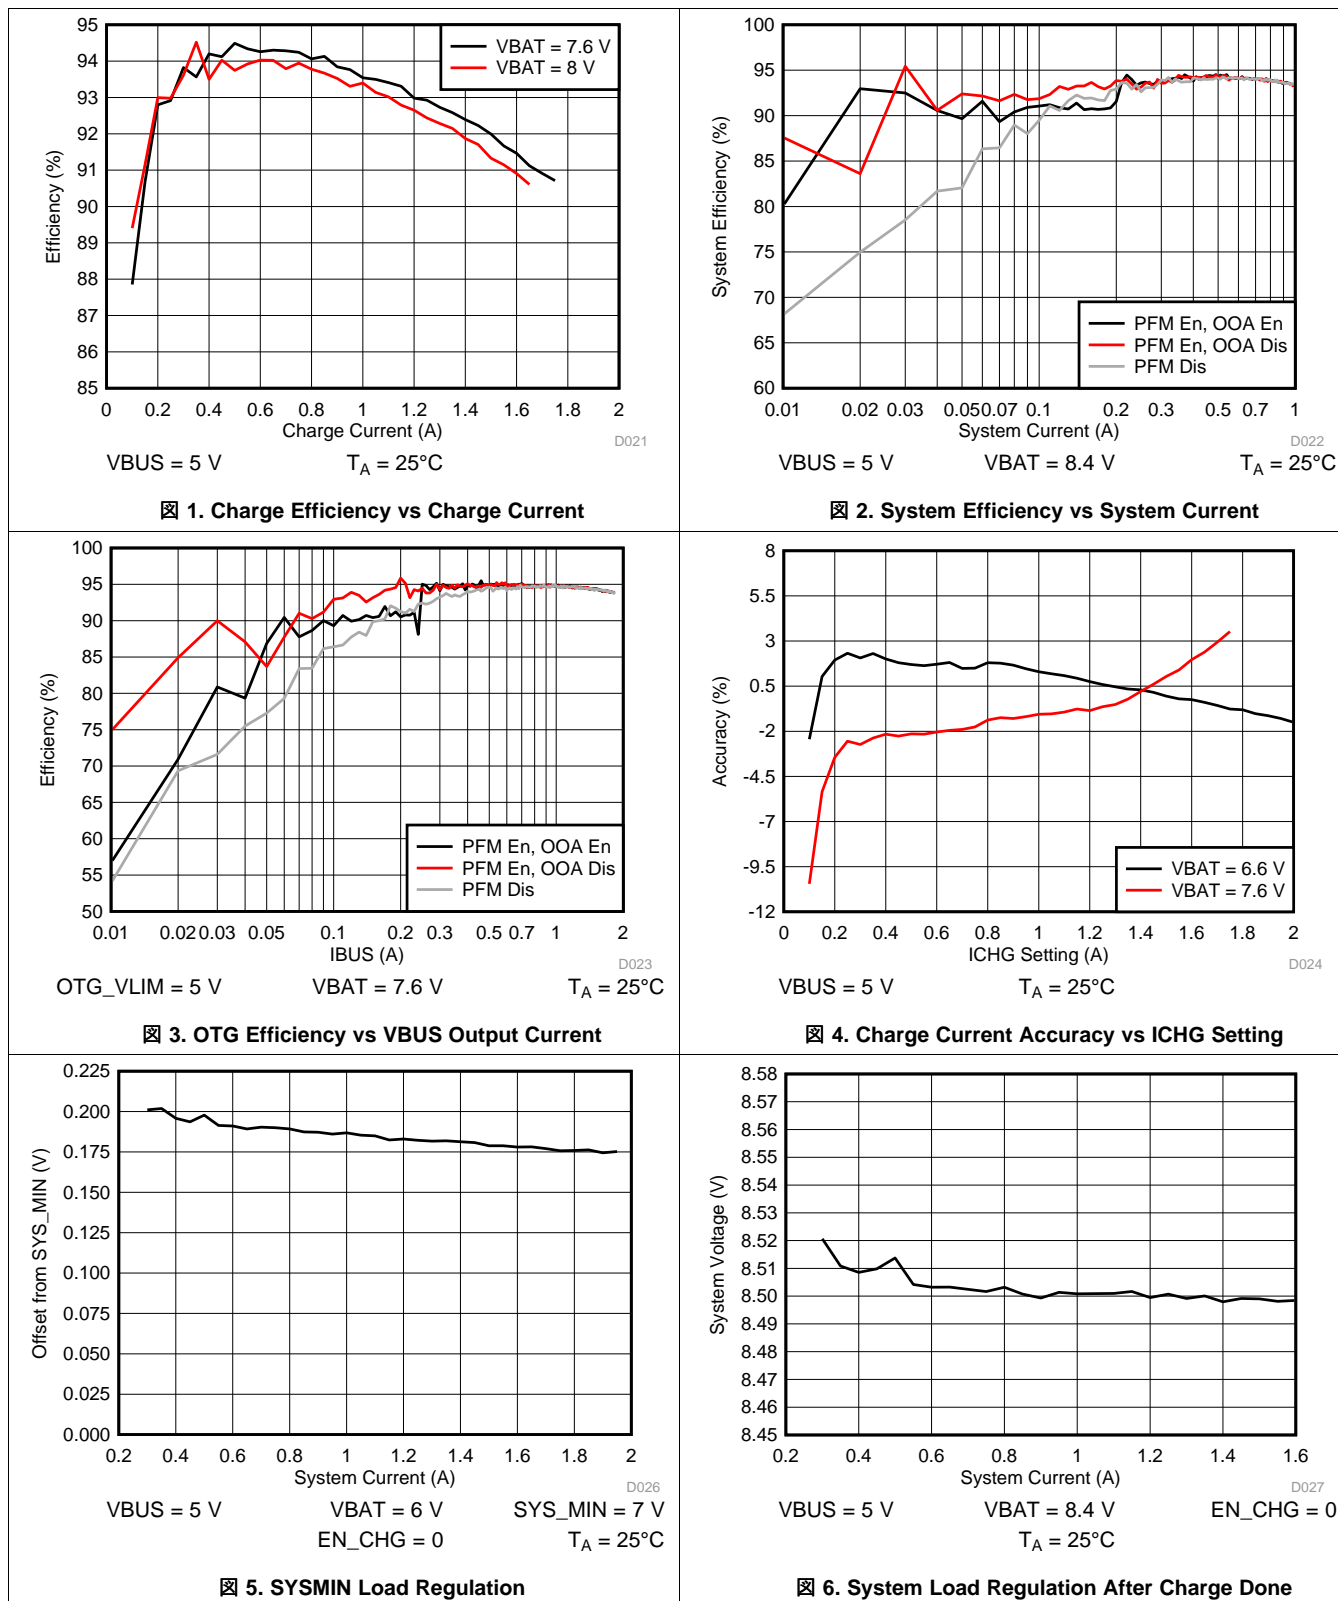 95
94
93
92
91
90
89
88
87
86
85
Efficiency (%)
VBAT = 7.6 V
VBAT = 8 V
0 0.2 0.4 0.6 0.8 1 1.2 1.4 1.6 1.8 2
Charge Current (A)
D021
VBUS = 5 V T_A = 25°C
図 1. Charge Efficiency vs Charge Current
100
95
90
85
80
75
70
65
60
System Efficiency (%)
PFM En, OOA En
PFM En, OOA Dis
PFM Dis
0.01 0.02 0.03 0.05 0.07 0.1 0.2 0.3 0.5 0.7 1
System Current (A)
D022
VBUS = 5 V VBAT = 8.4 V T_A = 25°C
図 2. System Efficiency vs System Current
100
95
90
85
80
75
70
65
60
55
50
Efficiency (%)
PFM En, OOA En
PFM En, OOA Dis
PFM Dis
0.01 0.02 0.03 0.05 0.1 0.2 0.3 0.5 0.7 1 2
IBUS (A)
D023
OTG_VLIM = 5 V VBAT = 7.6 V T_A = 25°C
図 3. OTG Efficiency vs VBUS Output Current
8
5.5
3
0.5
-2
-4.5
-7
-9.5
-12
Accuracy (%)
VBAT = 6.6 V
VBAT = 7.6 V
0 0.2 0.4 0.6 0.8 1 1.2 1.4 1.6 1.8 2
ICHG Setting (A)
D024
VBUS = 5 V T_A = 25°C
図 4. Charge Current Accuracy vs ICHG Setting
0.225
0.200
0.175
0.150
0.125
0.100
0.075
0.050
0.025
0.000
Offset from SYS_MIN (V)
0.2 0.4 0.6 0.8 1 1.2 1.4 1.6 1.8 2
System Current (A)
D026
VBUS = 5 V VBAT = 6 V SYS_MIN = 7 V
EN_CHG = 0 T_A = 25°C
図 5. SYSMIN Load Regulation
8.58
8.57
8.56
8.55
8.54
8.53
8.52
8.51
8.50
8.49
8.48
8.47
8.46
8.45
System Voltage (V)
0.2 0.4 0.6 0.8 1 1.2 1.4 1.6
System Current (A)
D027
VBUS = 5 V VBAT = 8.4 V EN_CHG = 0
T_A = 25°C
図 6. System Load Regulation After Charge Done